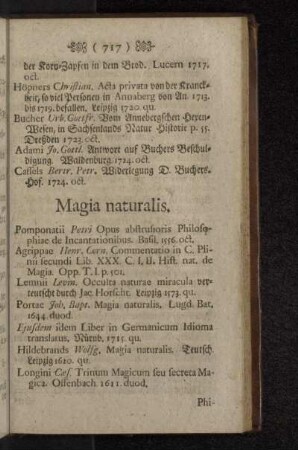 ( 717 )
der Korn-Zapfen in dem Brod. Lucern 1717.
oct.
Höpners Christian. Acta privata von der Kranck-
heit, so viel Personen in Annaberg von An. 1713.
bis 1719. befallen. Leipzig 1720. qu.
Bucher Urb. Gottfr. Vom Annebergschen Hexen-
Wesen, in Sachsenlands Natur-Historie p. 55.
Dreßden 1723. oct.
Adami Jo. Gottl. Antwort auf Buchers Beschul-
digung. Waldenburg. 1724. oct.
Cassels Bertr. Petr. Widerlegung D. Buchers.
Hof. 1724. oct.
Magia naturalis.
Pomponatii Petri Opus abstrusioris Philoso-
phiae de Incantationibus. Basil. 1556. oct.
Agrippae Henr. Corn. Commentatio in C. Pli-
nii secundi Lib. XXX. C. I. II. Hist. nat. de
Magia. Opp. T. I. p. 501.
Lemnii Levin. Occulta naturae miracula ver-
teutscht durch Jac. Horscht. Leipzig 1573. qu.
Portae Joh. Bapt. Magia naturalis. Lugd. Bat.
1644. duod.
Ejusdem idem Liber in Germanicum Idioma
translatus. Nürnb. 1715. qu.
Hildebrands Wolfg. Magia naturalis. Teutsch.
Leipzig 1610. qu.
Longini Caes. Trinum Magicum seu secreta Ma-
gica. Offenbach. 1611. duod.
Phi-